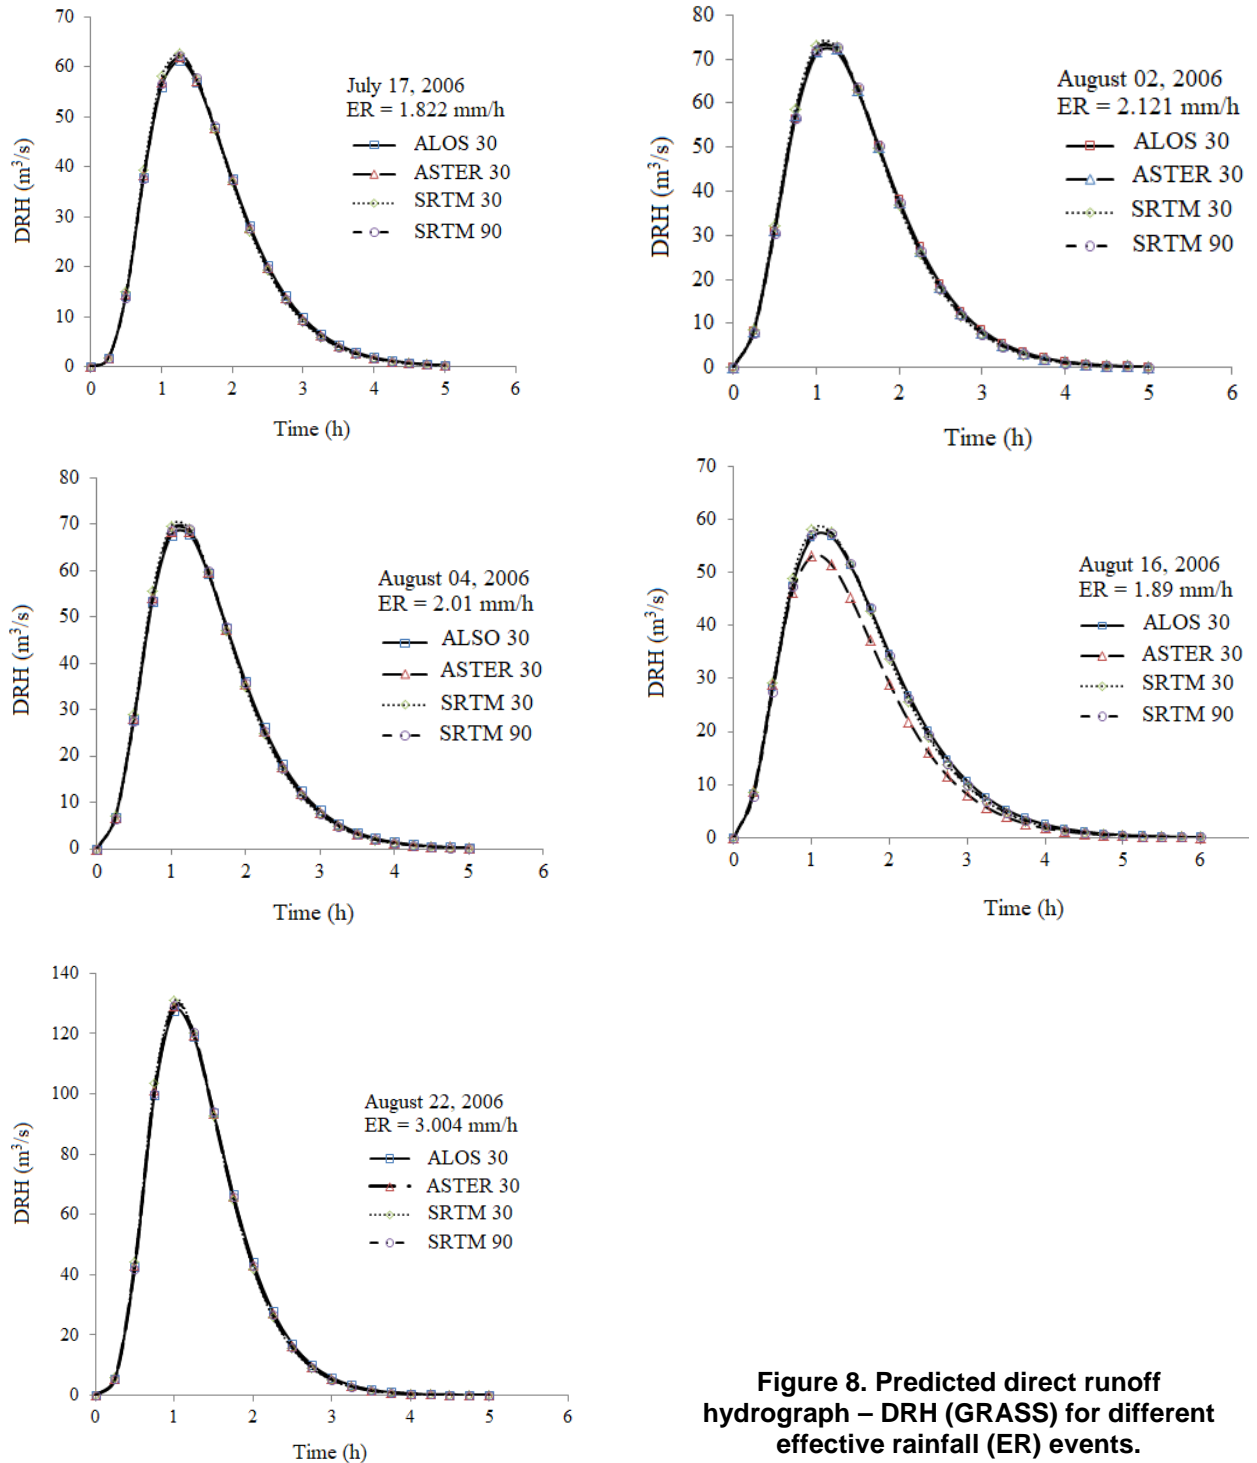 70
60
50
40
30
20
10
0
DRH (m³/s)
July 17, 2006
ER = 1.822 mm/h
ALOS 30
ASTER 30
SRTM 30
SRTM 90
0 1 2 3 4 5 6
Time (h)
80
70
60
50
40
30
20
10
0
DRH (m³/s)
August 02, 2006
ER = 2.121 mm/h
ALOS 30
ASTER 30
SRTM 30
SRTM 90
0 1 2 3 4 5 6
Time (h)
80
70
60
50
40
30
20
10
0
DRH (m³/s)
August 04, 2006
ER = 2.01 mm/h
ALSO 30
ASTER 30
SRTM 30
SRTM 90
0 1 2 3 4 5 6
Time (h)
70
60
50
40
30
20
10
0
DRH (m³/s)
Augut 16, 2006
ER = 1.89 mm/h
ALOS 30
ASTER 30
SRTM 30
SRTM 90
0 1 2 3 4 5 6
Time (h)
140
120
100
80
60
40
20
0
DRH (m³/s)
August 22, 2006
ER = 3.004 mm/h
ALOS 30
ASTER 30
SRTM 30
SRTM 90
0 1 2 3 4 5 6
Time (h)
Figure 8. Predicted direct runoff
hydrograph – DRH (GRASS) for different
effective rainfall (ER) events.